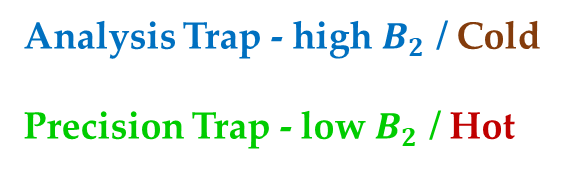 Analysis Trap - high B₂ / Cold
Precision Trap - low B₂ / Hot